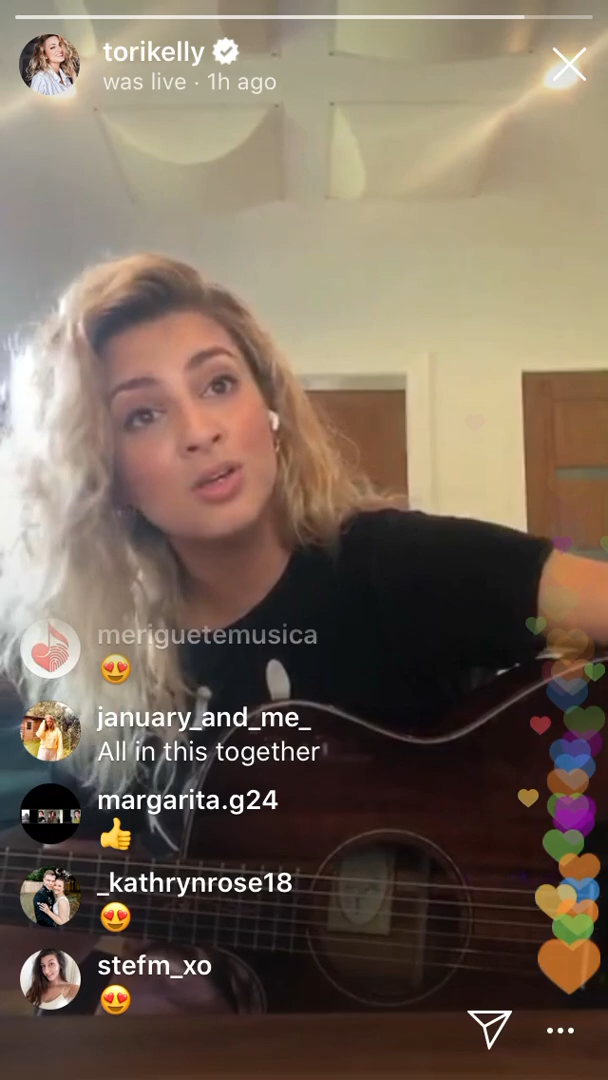 torikelly
was live · 1h ago
meriguetemusica
😍
january_and_me_
All in this together
margarita.g24
👍
_kathrynrose18
😍
stefm_xo
😍